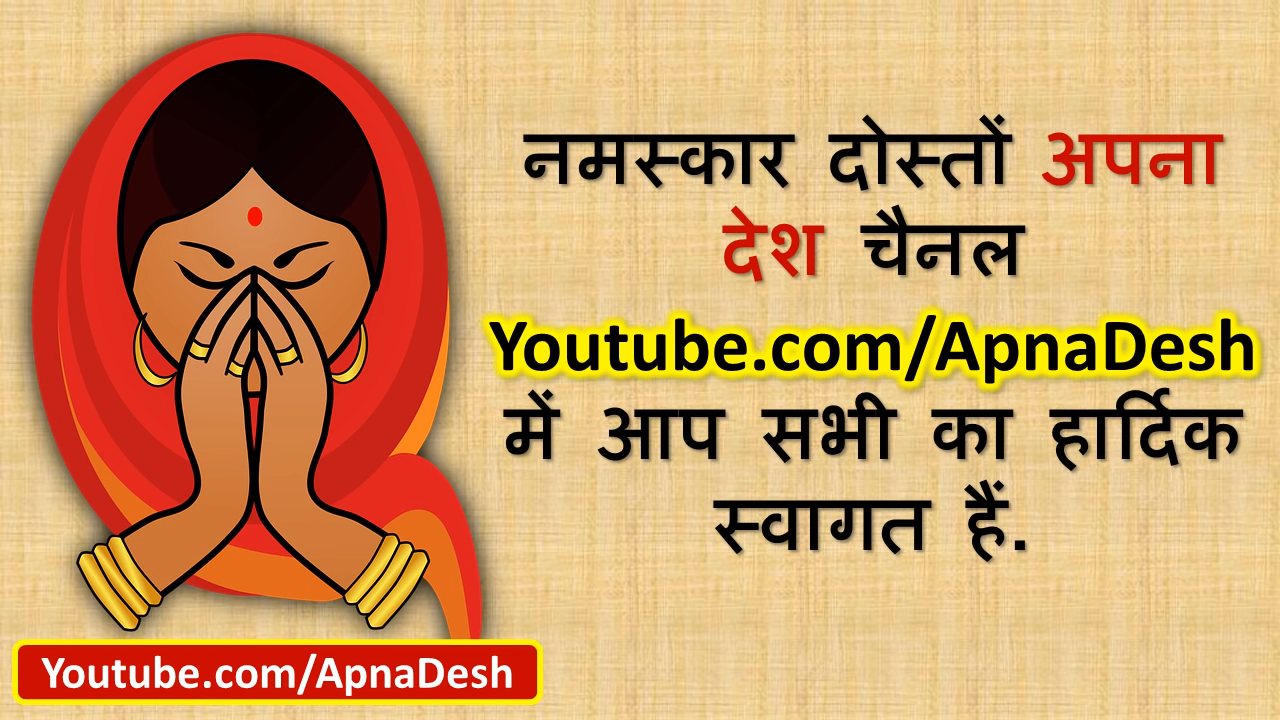 नमस्कार दोस्तों अपना
देश चैनल
Youtube.com/ApnaDesh
में आप सभी का हार्दिक
स्वागत हैं.
Youtube.com/ApnaDesh